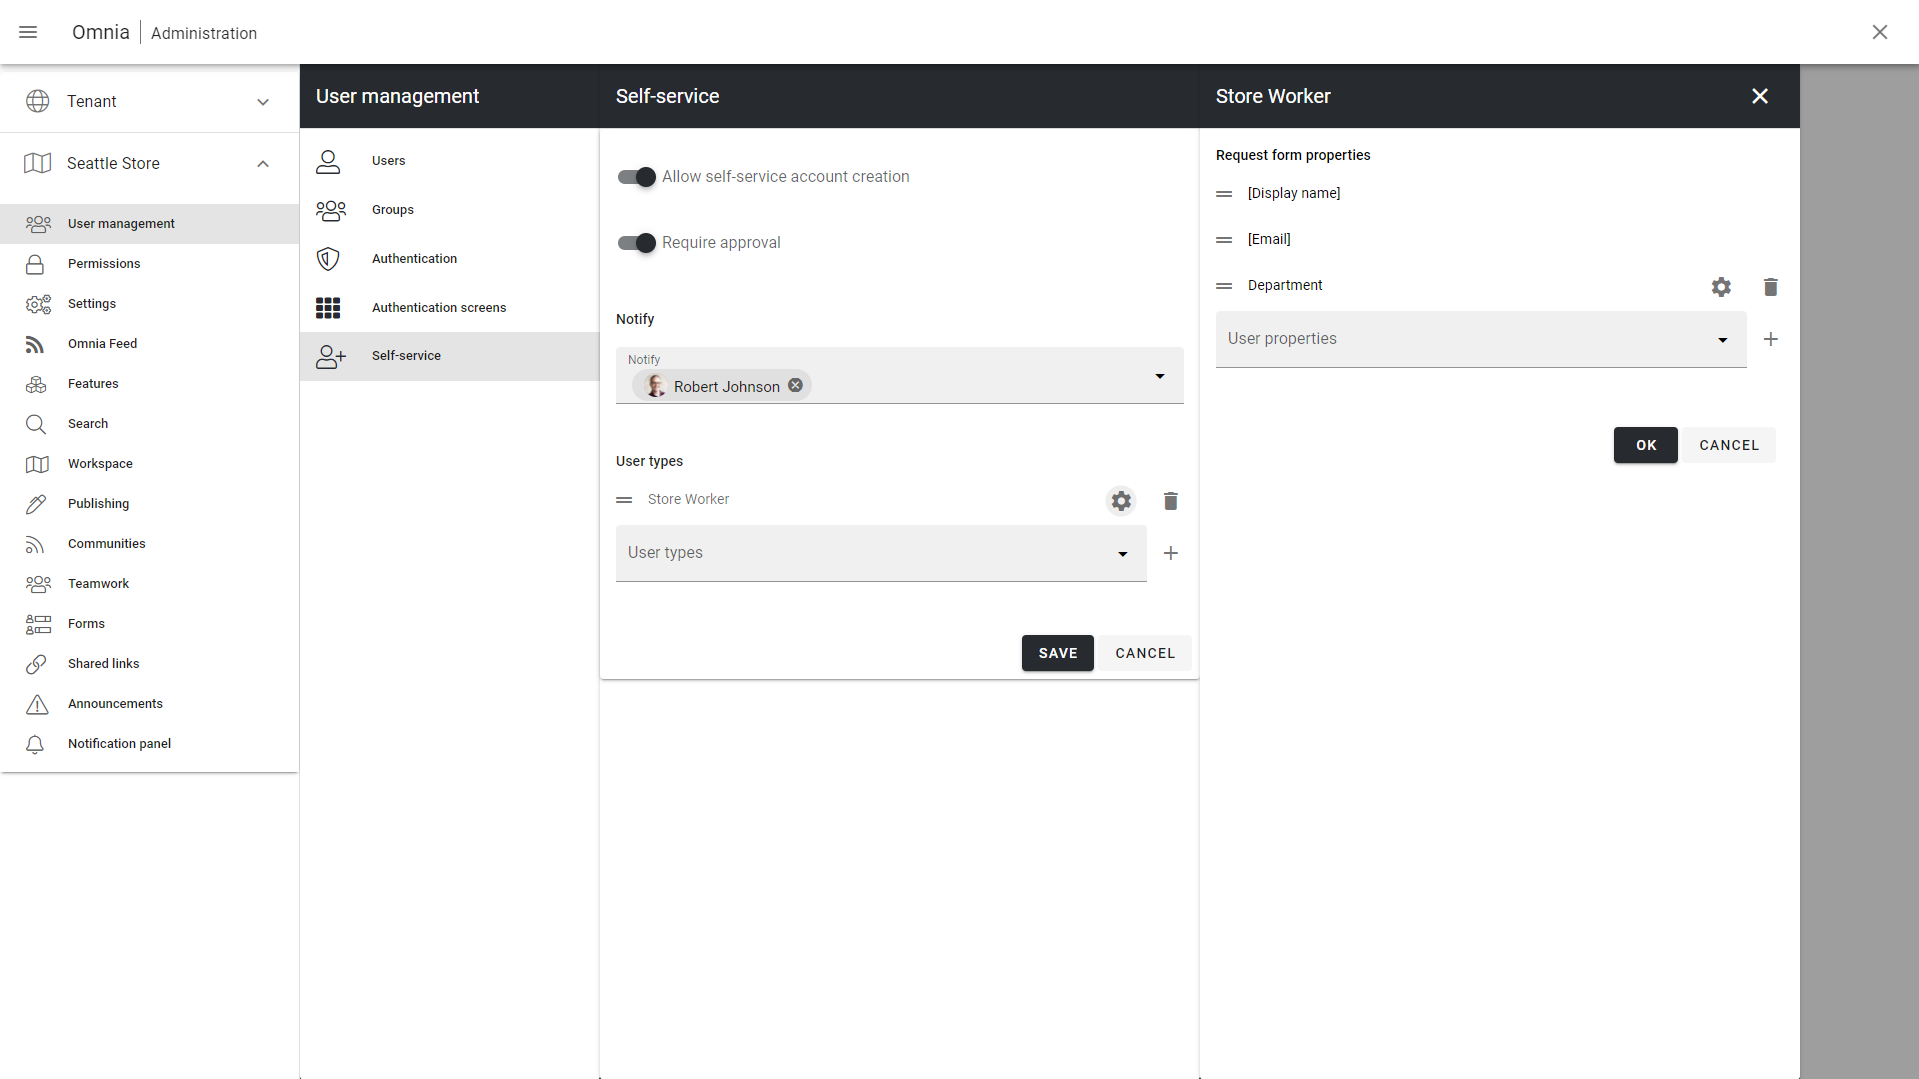 Omnia
Administration
Tenant
Seattle Store
User management
Permissions
Settings
Omnia Feed
Features
Search
Workspace
Publishing
Communities
Teamwork
Forms
Shared links
Announcements
Notification panel
User management
Users
Groups
Authentication
Authentication screens
Self-service
Self-service
Allow self-service account creation
Require approval
Notify
Notify
Robert Johnson
User types
Store Worker
User types
SAVE
CANCEL
Store Worker
Request form properties
[Display name]
[Email]
Department
User properties
OK
CANCEL